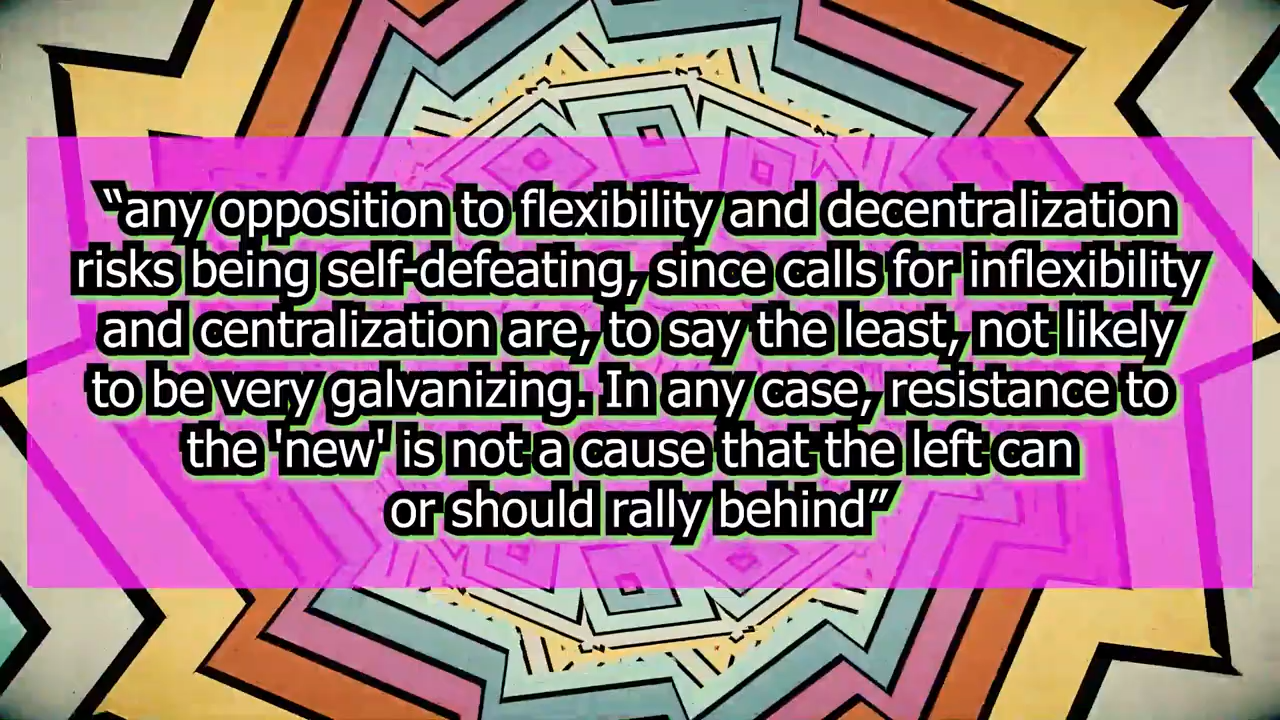 “any opposition to flexibility and decentralization
risks being self-defeating, since calls for inflexibility
and centralization are, to say the least, not likely
to be very galvanizing. In any case, resistance to
the 'new' is not a cause that the left can
or should rally behind”